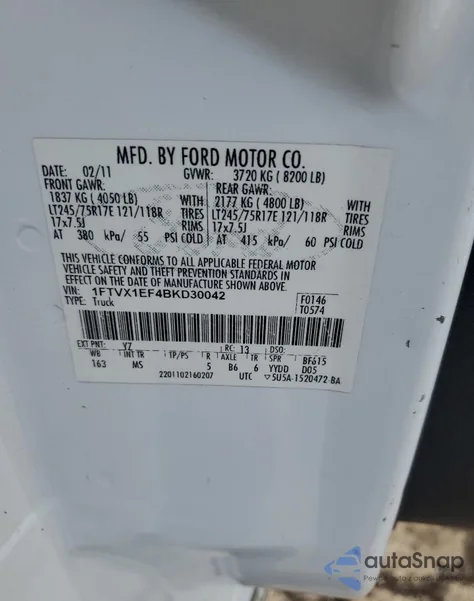 MFD. BY FORD MOTOR CO.
DATE: 02/11 GVWR: 3720 KG ( 8200 LB)
FRONT GAWR: REAR GAWR:
1837 KG ( 4050 LB) WITH 2177 KG ( 4800 LB) WITH
LT245/75R17E 121/118R TIRES LT245/75R17E 121/118R TIRES
17x7.5J RIMS 17x7.5J RIMS
AT 380 kPa/ 55 PSI COLD AT 415 kPa/ 60 PSI COLD
THIS VEHICLE CONFORMS TO ALL APPLICABLE FEDERAL MOTOR
VEHICLE SAFETY AND THEFT PREVENTION STANDARDS IN
EFFECT ON THE DATE OF MANUFACTURE SHOWN ABOVE.
VIN: 1FTVX1EF4BKD30042 F0146
TYPE: Truck T0574
EXT PNT: YZ RC: 13 DSO:
WB INT TR TP/PS R AXLE TR SPR BF615
163 MS 5 B6 6 YYDD D05
2201102160207 UTC 5U5A-1520472-BA
autaSnap